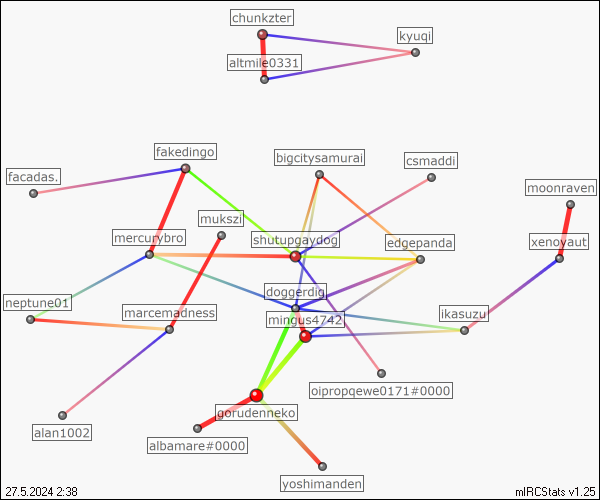 chunkzter
kyuqi
altmile0331
fakedingo
bigcitysamurai
csmaddi
facadas.
moonraven
mukszi
mercurybro
shutupgaydog
edgepanda
xenoyaut
doggerdig
neptune01
marcemadness
mingus4742
ikasuzu
oipropqewe0171#0000
gorudenneko
alan1002
albamare#0000
yoshimanden
27.5.2024 2:38
mIRCStats v1.25